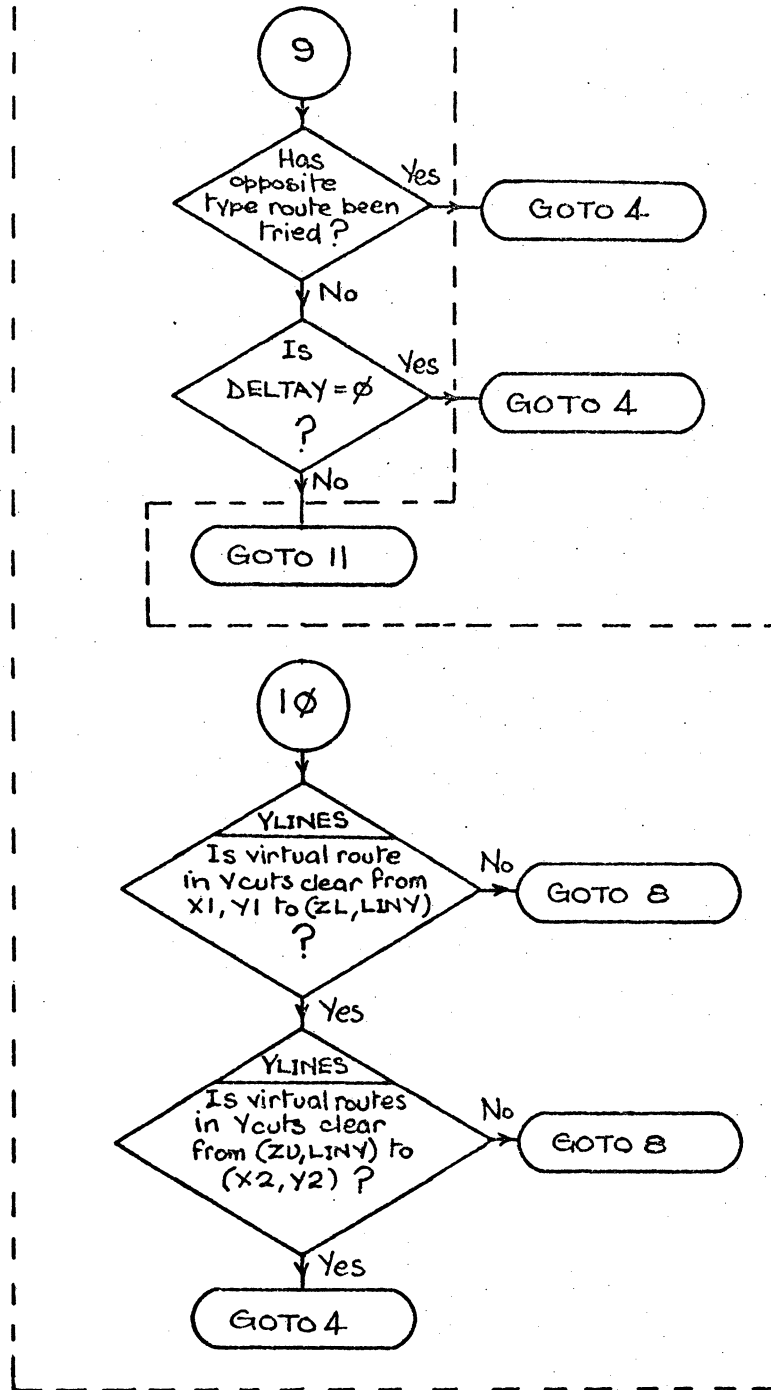 9
Has
opposite
type route been
tried ?
Yes
GOTO 4
No
Is
DELTAY = Ø
?
Yes
GOTO 4
No
GOTO 11
1Ø
YLINES
Is virtual route
in Ycuts clear from
X1, Y1 to (ZL, LINY)
?
No
GOTO 8
Yes
YLINES
Is virtual routes
in Ycuts clear
from (ZU, LINY) to
(X2, Y2) ?
No
GOTO 8
Yes
GOTO 4